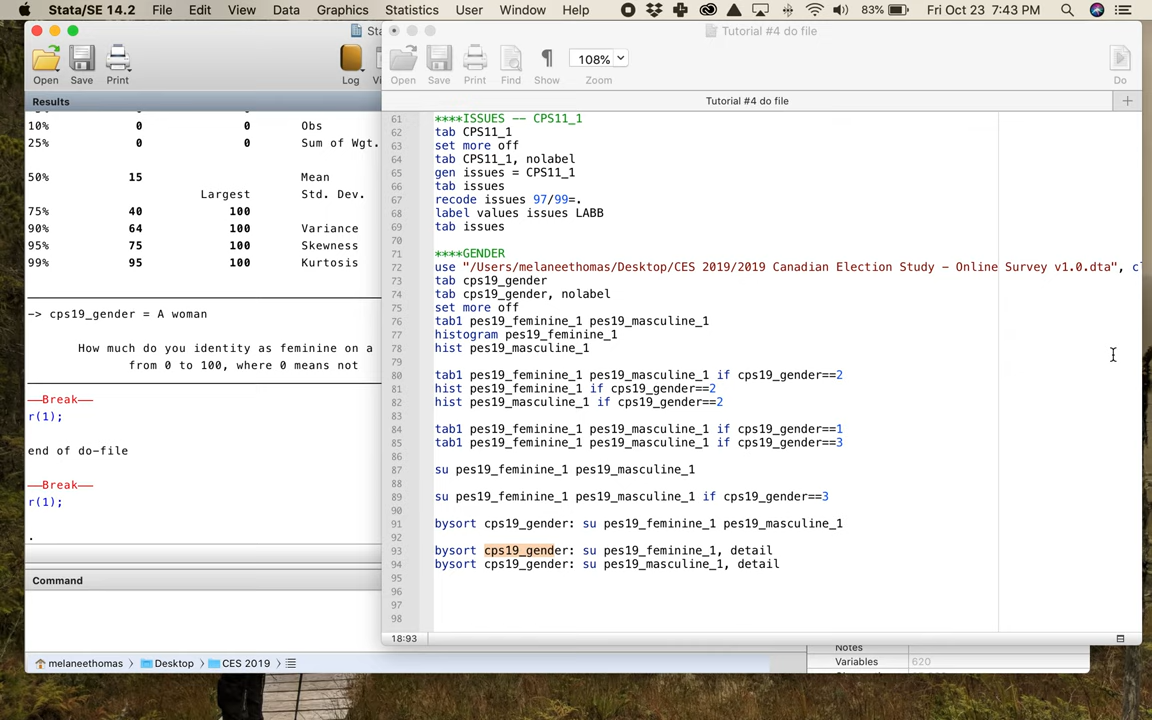 Stata/SE 14.2 File Edit View Data Graphics Statistics User Window Help 83% Fri Oct 23 7:43 PM
Sta
Open Save Print Log Vi
Results
10% 0 0 Obs
25% 0 0 Sum of Wgt.
50% 15 Mean
Largest Std. Dev.
75% 40 100
90% 64 100 Variance
95% 75 100 Skewness
99% 95 100 Kurtosis
-> cps19_gender = A woman
How much do you identity as feminine on a
from 0 to 100, where 0 means not
—Break—
r(1);
end of do-file
—Break—
r(1);
.
Command
melaneethomas Desktop CES 2019
Tutorial #4 do file
Open Save Print Find Show 108% Zoom Do
Tutorial #4 do file +
61 ****ISSUES -- CPS11_1
62 tab CPS11_1
63 set more off
64 tab CPS11_1, nolabel
65 gen issues = CPS11_1
66 tab issues
67 recode issues 97/99=.
68 label values issues LABB
69 tab issues
70
71 ****GENDER
72 use "/Users/melaneethomas/Desktop/CES 2019/2019 Canadian Election Study - Online Survey v1.0.dta", cl
73 tab cps19_gender
74 tab cps19_gender, nolabel
75 set more off
76 tab1 pes19_feminine_1 pes19_masculine_1
77 histogram pes19_feminine_1
78 hist pes19_masculine_1
79
80 tab1 pes19_feminine_1 pes19_masculine_1 if cps19_gender==2
81 hist pes19_feminine_1 if cps19_gender==2
82 hist pes19_masculine_1 if cps19_gender==2
83
84 tab1 pes19_feminine_1 pes19_masculine_1 if cps19_gender==1
85 tab1 pes19_feminine_1 pes19_masculine_1 if cps19_gender==3
86
87 su pes19_feminine_1 pes19_masculine_1
88
89 su pes19_feminine_1 pes19_masculine_1 if cps19_gender==3
90
91 bysort cps19_gender: su pes19_feminine_1 pes19_masculine_1
92
93 bysort cps19_gender: su pes19_feminine_1, detail
94 bysort cps19_gender: su pes19_masculine_1, detail
95
96
97
98
18:93
Notes
Variables 620